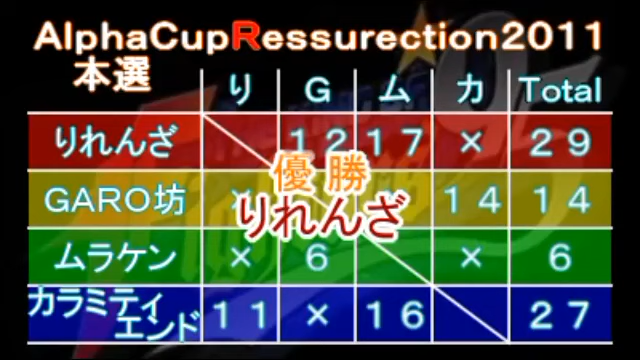 AlphaCupRessurection2011
本選
り G ム カ Total
りれんざ 12 17 × 29
優勝
GARO坊 × 14 14
りれんざ
ムラケン × 6 × 6
カラミティエンド 11 × 16 27